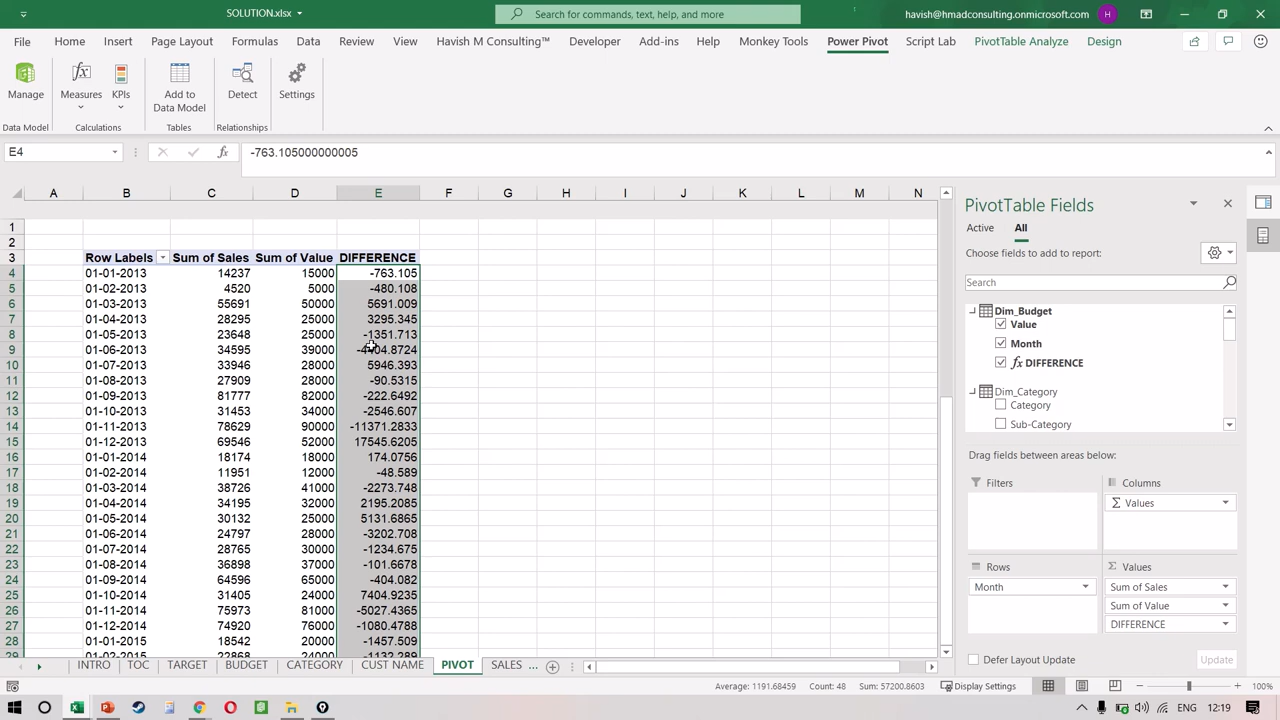 SOLUTION.xlsx
Search for commands, text, help, and more
havish@hmadconsulting.onmicrosoft.com
H
File Home Insert Page Layout Formulas Data Review View Havish M Consulting™ Developer Add-ins Help Monkey Tools Power Pivot Script Lab PivotTable Analyze Design
Manage Measures KPIs Add to Detect Settings
Data Model
Data Model Calculations Tables Relationships
E4 fx -763.105000000005
A B C D E F G H I J K L M N
1
2
3 Row Labels Sum of Sales Sum of Value DIFFERENCE
4 01-01-2013 14237 15000 -763.105
5 01-02-2013 4520 5000 -480.108
6 01-03-2013 55691 50000 5691.009
7 01-04-2013 28295 25000 3295.345
8 01-05-2013 23648 25000 -1351.713
9 01-06-2013 34595 39000 -4404.8724
10 01-07-2013 33946 28000 5946.393
11 01-08-2013 27909 28000 -90.5315
12 01-09-2013 81777 82000 -222.6492
13 01-10-2013 31453 34000 -2546.607
14 01-11-2013 78629 90000 -11371.2833
15 01-12-2013 69546 52000 17545.6205
16 01-01-2014 18174 18000 174.0756
17 01-02-2014 11951 12000 -48.589
18 01-03-2014 38726 41000 -2273.748
19 01-04-2014 34195 32000 2195.2085
20 01-05-2014 30132 25000 5131.6865
21 01-06-2014 24797 28000 -3202.708
22 01-07-2014 28765 30000 -1234.675
23 01-08-2014 36898 37000 -101.6678
24 01-09-2014 64596 65000 -404.082
25 01-10-2014 31405 24000 7404.9235
26 01-11-2014 75973 81000 -5027.4365
27 01-12-2014 74920 76000 -1080.4788
28 01-01-2015 18542 20000 -1457.509
29 01-02-2015 22868 24000 -1132.289
PivotTable Fields
Active All
Choose fields to add to report:
Search
Dim_Budget
Value
Month
fx DIFFERENCE
Dim_Category
Category
Sub-Category
Drag fields between areas below:
Filters Columns
Σ Values
Rows Σ Values
Month Sum of Sales
Sum of Value
DIFFERENCE
Defer Layout Update Update
INTRO TOC TARGET BUDGET CATEGORY CUST NAME PIVOT SALES ...
Average: 1191.68459 Count: 48 Sum: 57200.8603 Display Settings 100%
ENG 12:19